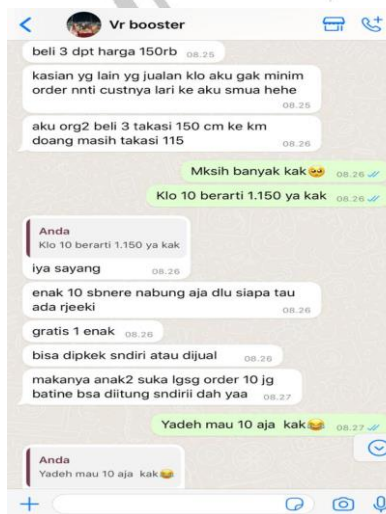 Vr booster
beli 3 dpt harga 150rb 08.25
kasian yg lain yg jualan klo aku gak minim
order nnti custnya lari ke aku smua hehe
08.25
aku org2 beli 3 takasi 150 cm ke km
doang masih takasi 115 08.26
Mksih banyak kak🥺 08.26
Klo 10 berarti 1.150 ya kak 08.26
Anda
Klo 10 berarti 1.150 ya kak
iya sayang 08.26
enak 10 sbnere nabung aja dlu siapa tau
ada rjeeki 08.26
gratis 1 enak 08.26
bisa dipkek sndiri atau dijual 08.26
makanya anak2 suka lgsg order 10 jg
batine bsa diitung sndirii dah yaa 08.27
Yadeh mau 10 aja kak😂 08.27
Anda
Yadeh mau 10 aja kak😂